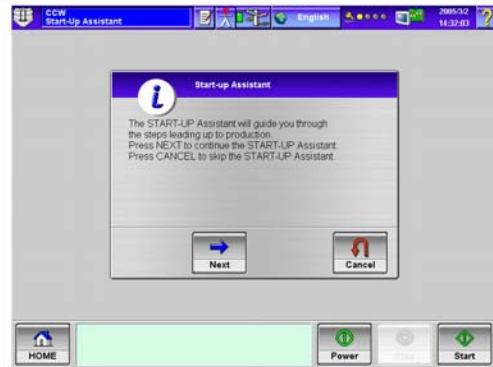 CCW
Start-Up Assistant
English
2005/3/2
14:32:03
Start-up Assistant
The START-UP Assistant will guide you through
the steps leading up to production.
Press NEXT to continue the START-UP Assistant.
Press CANCEL to skip the START-UP Assistant.
Next
Cancel
HOME
Power
Stop
Start